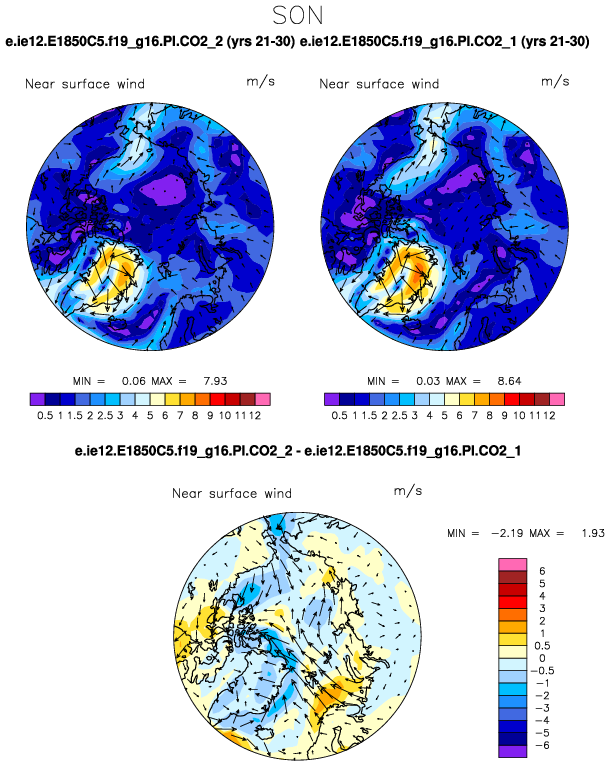 SON
e.ie12.E1850C5.f19_g16.PI.CO2_2 (yrs 21-30) e.ie12.E1850C5.f19_g16.PI.CO2_1 (yrs 21-30)
Near surface wind m/s Near surface wind m/s
MIN = 0.06 MAX = 7.93 MIN = 0.03 MAX = 8.64
0.5 1 1.5 2 2.5 3 4 5 6 7 8 9 10 11 12 0.5 1 1.5 2 2.5 3 4 5 6 7 8 9 10 11 12
e.ie12.E1850C5.f19_g16.PI.CO2_2 - e.ie12.E1850C5.f19_g16.PI.CO2_1
Near surface wind m/s
MIN = −2.19 MAX = 1.93
6
5
4
3
2
1
0.5
0
−0.5
−1
−2
−3
−4
−5
−6